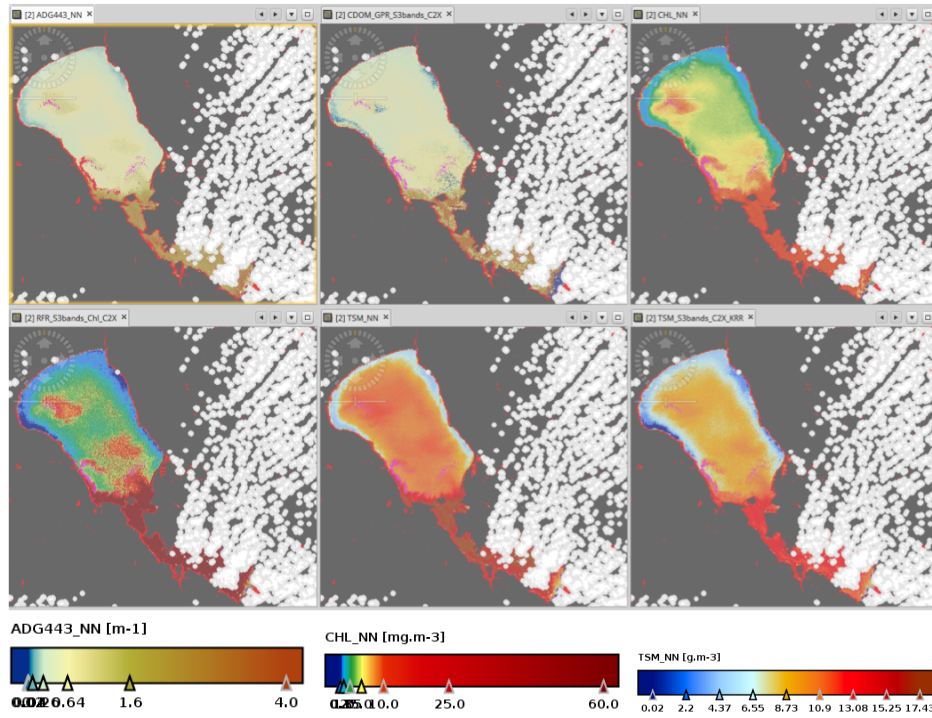 [2] ADG443_NN
[2] CDOM_GPR_S3bands_C2X
[2] CHL_NN
[2] RFR_S3bands_Chl_C2X
[2] TSM_NN
[2] TSM_S3bands_C2X_KRR
ADG443_NN [m-1]
0.64 1.6 4.0
CHL_NN [mg.m-3]
10.0 25.0 60.0
TSM_NN [g.m-3]
0.02 2.2 4.37 6.55 8.73 10.9 13.08 15.25 17.43